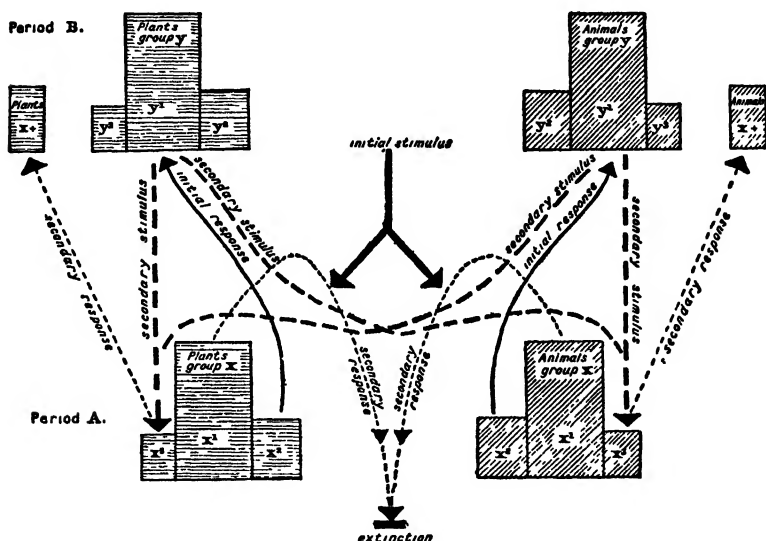 Period B.
Plants
group y
y³
y¹
y²
Plants
x+
Animals
group y
y²
y¹
y³
Animals
x+
initial stimulus
secondary response
secondary stimulus
initial response
secondary stimulus
secondary stimulus
initial response
secondary stimulus
secondary response
secondary
response
secondary
response
Period A.
Plants
group x
x³
x¹
x²
Animals
group x
x²
x¹
x³
extinction